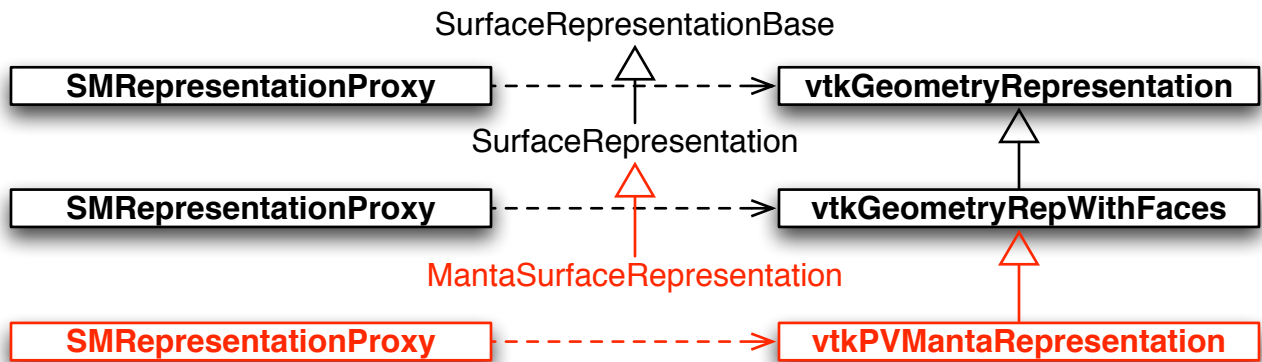 SurfaceRepresentationBase
SMRepresentationProxy
vtkGeometryRepresentation
SurfaceRepresentation
SMRepresentationProxy
vtkGeometryRepWithFaces
MantaSurfaceRepresentation
SMRepresentationProxy
vtkPVMantaRepresentation